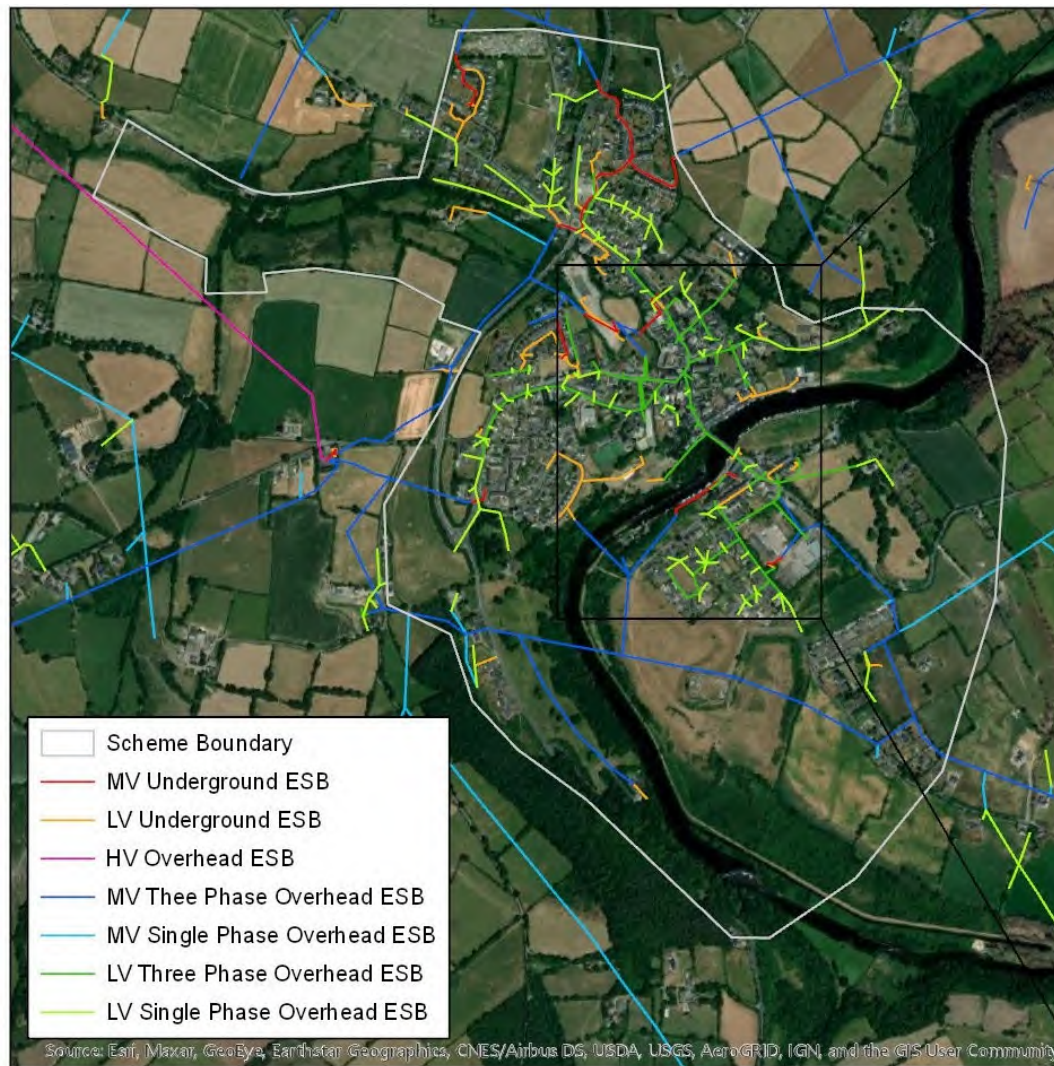 Scheme Boundary
MV Underground ESB
LV Underground ESB
HV Overhead ESB
MV Thee Phase Overhead ESB
MV Single Phase Overhead ESB
LV Three Phase Overhead ESB
LV Single Phase Overhead ESB
Source: Esri, Maxar, GeoEye, Earthstar Geographics, CNES/Airbus DS, USDA, USGS, AeroGRID, IGN, and the GIS User Community